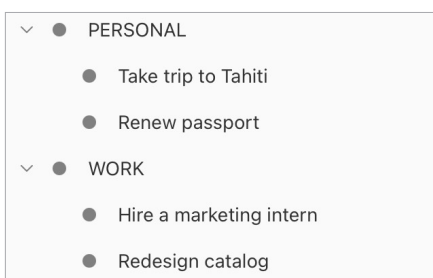 PERSONAL
Take trip to Tahiti
Renew passport
WORK
Hire a marketing intern
Redesign catalog